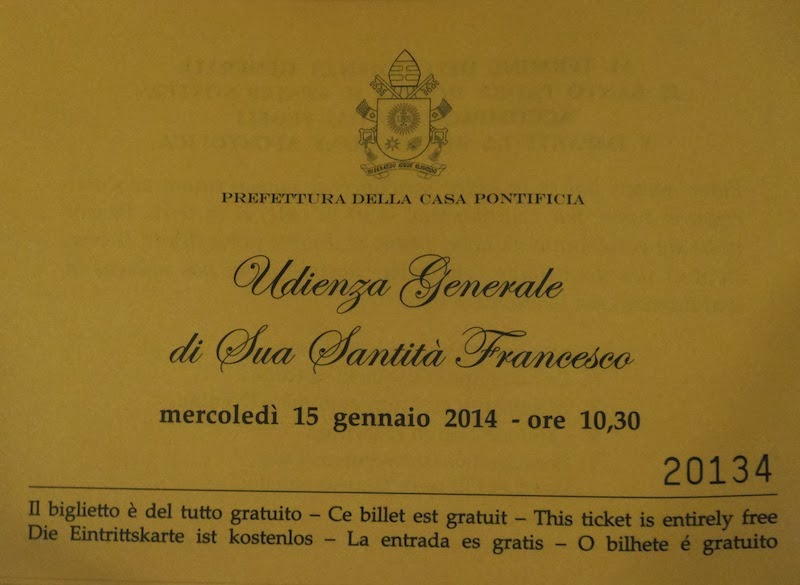 PREFETTURA DELLA CASA PONTIFICIA
Udienza Generale
di Sua Santità Francesco
mercoledì 15 gennaio 2014 - ore 10,30
20134
Il biglietto è del tutto gratuito – Ce billet est gratuit – This ticket is entirely free
Die Eintrittskarte ist kostenlos – La entrada es gratis – O bilhete é gratuito